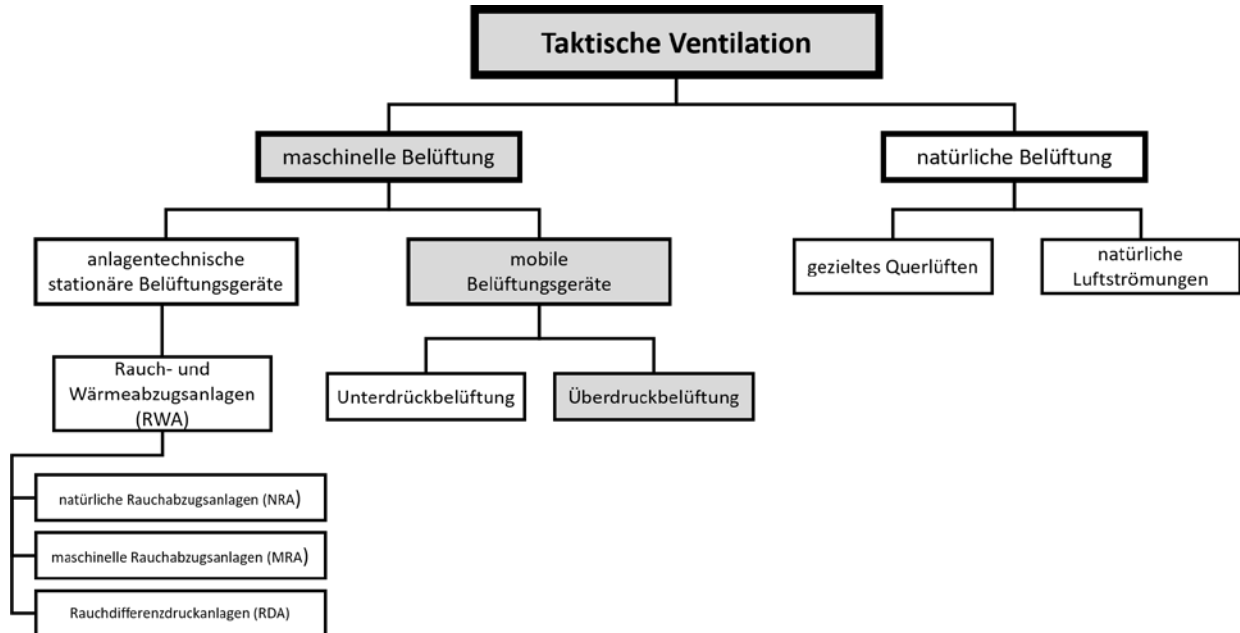 Taktische Ventilation
maschinelle Belüftung
natürliche Belüftung
anlagentechnische
stationäre Belüftungsgeräte
mobile
Belüftungsgeräte
gezieltes Querlüften
natürliche
Luftströmungen
Rauch- und
Wärmeabzugsanlagen
(RWA)
Unterdrückbelüftung
Überdruckbelüftung
natürliche Rauchabzugsanlagen (NRA)
maschinelle Rauchabzugsanlagen (MRA)
Rauchdifferenzdruckanlagen (RDA)